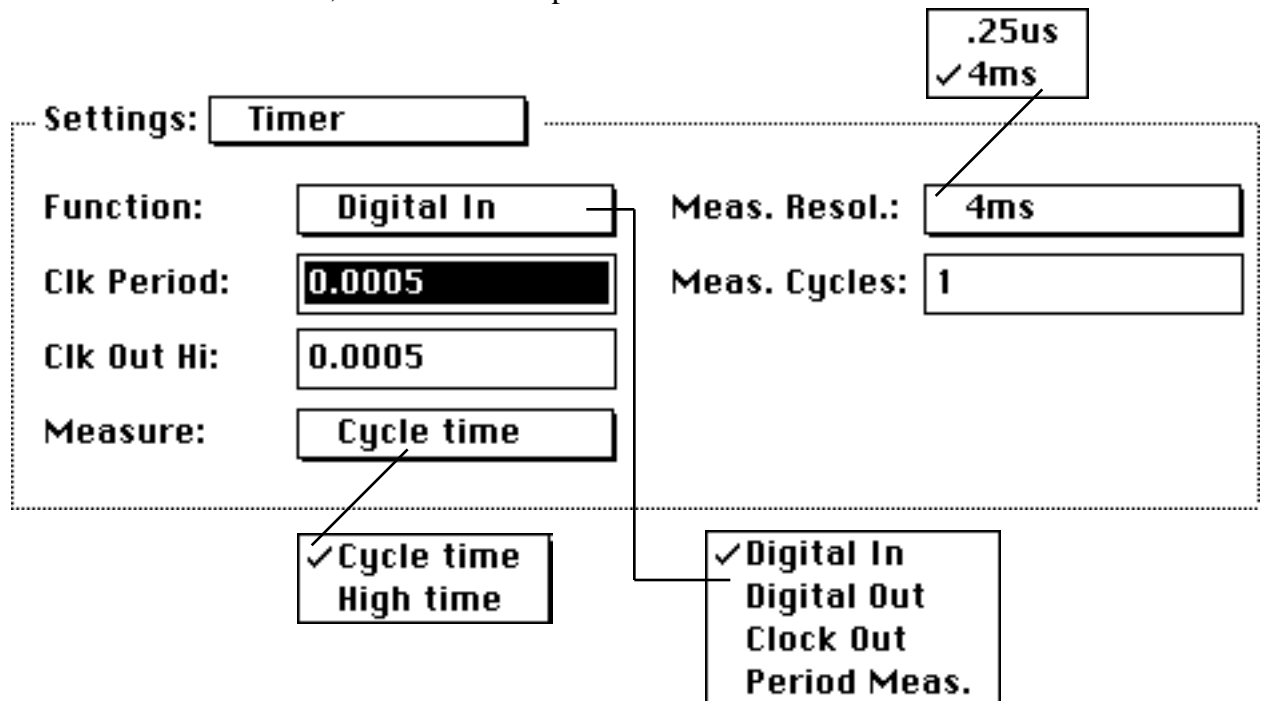 .25us
✓4ms
Settings: Timer
Function: Digital In Meas. Resol.: 4ms
Clk Period: 0.0005 Meas. Cycles: 1
Clk Out Hi: 0.0005
Measure: Cycle time
✓Cycle time
High time
✓Digital In
Digital Out
Clock Out
Period Meas.